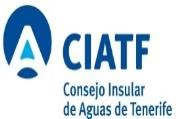 CIATF
Consejo Insular
de Aguas de Tenerife